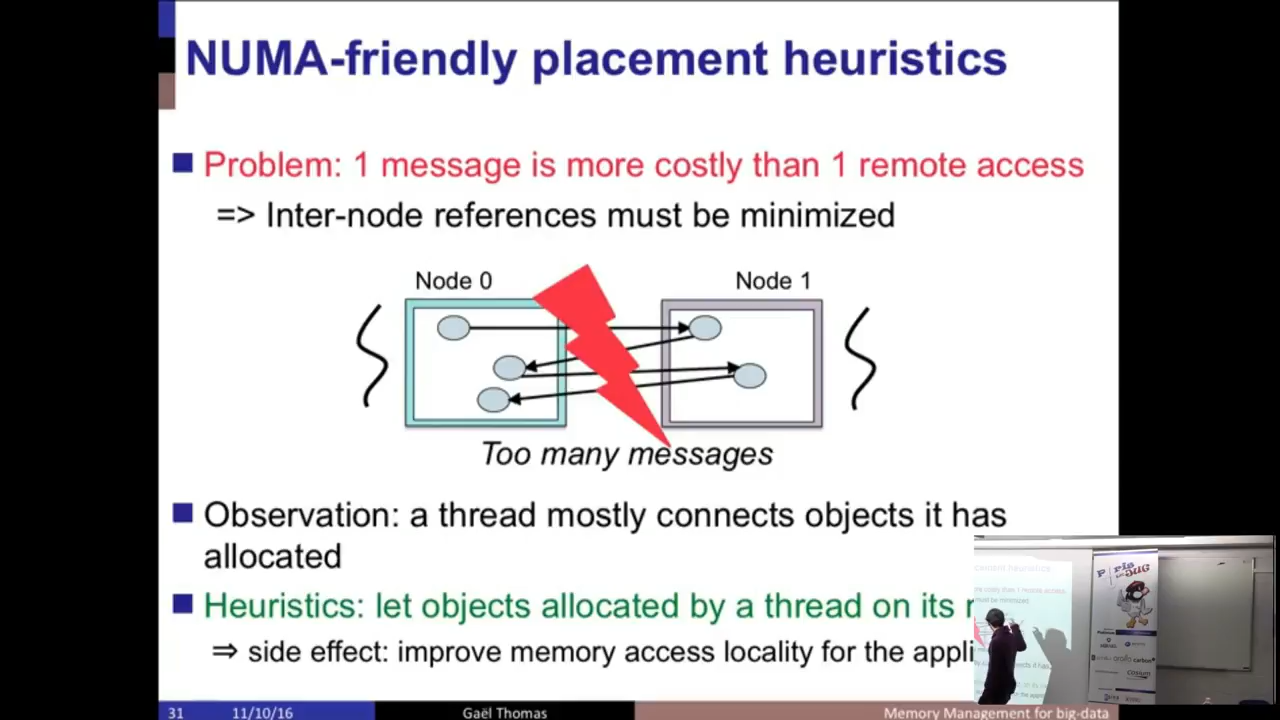 NUMA-friendly placement heuristics
Problem: 1 message is more costly than 1 remote access
=> Inter-node references must be minimized
Node 0
Node 1
Too many messages
Observation: a thread mostly connects objects it has
allocated
Heuristics: let objects allocated by a thread on its
⇒ side effect: improve memory access locality for the appli
31
11/10/16
Gaël Thomas
Memory Management for big-data